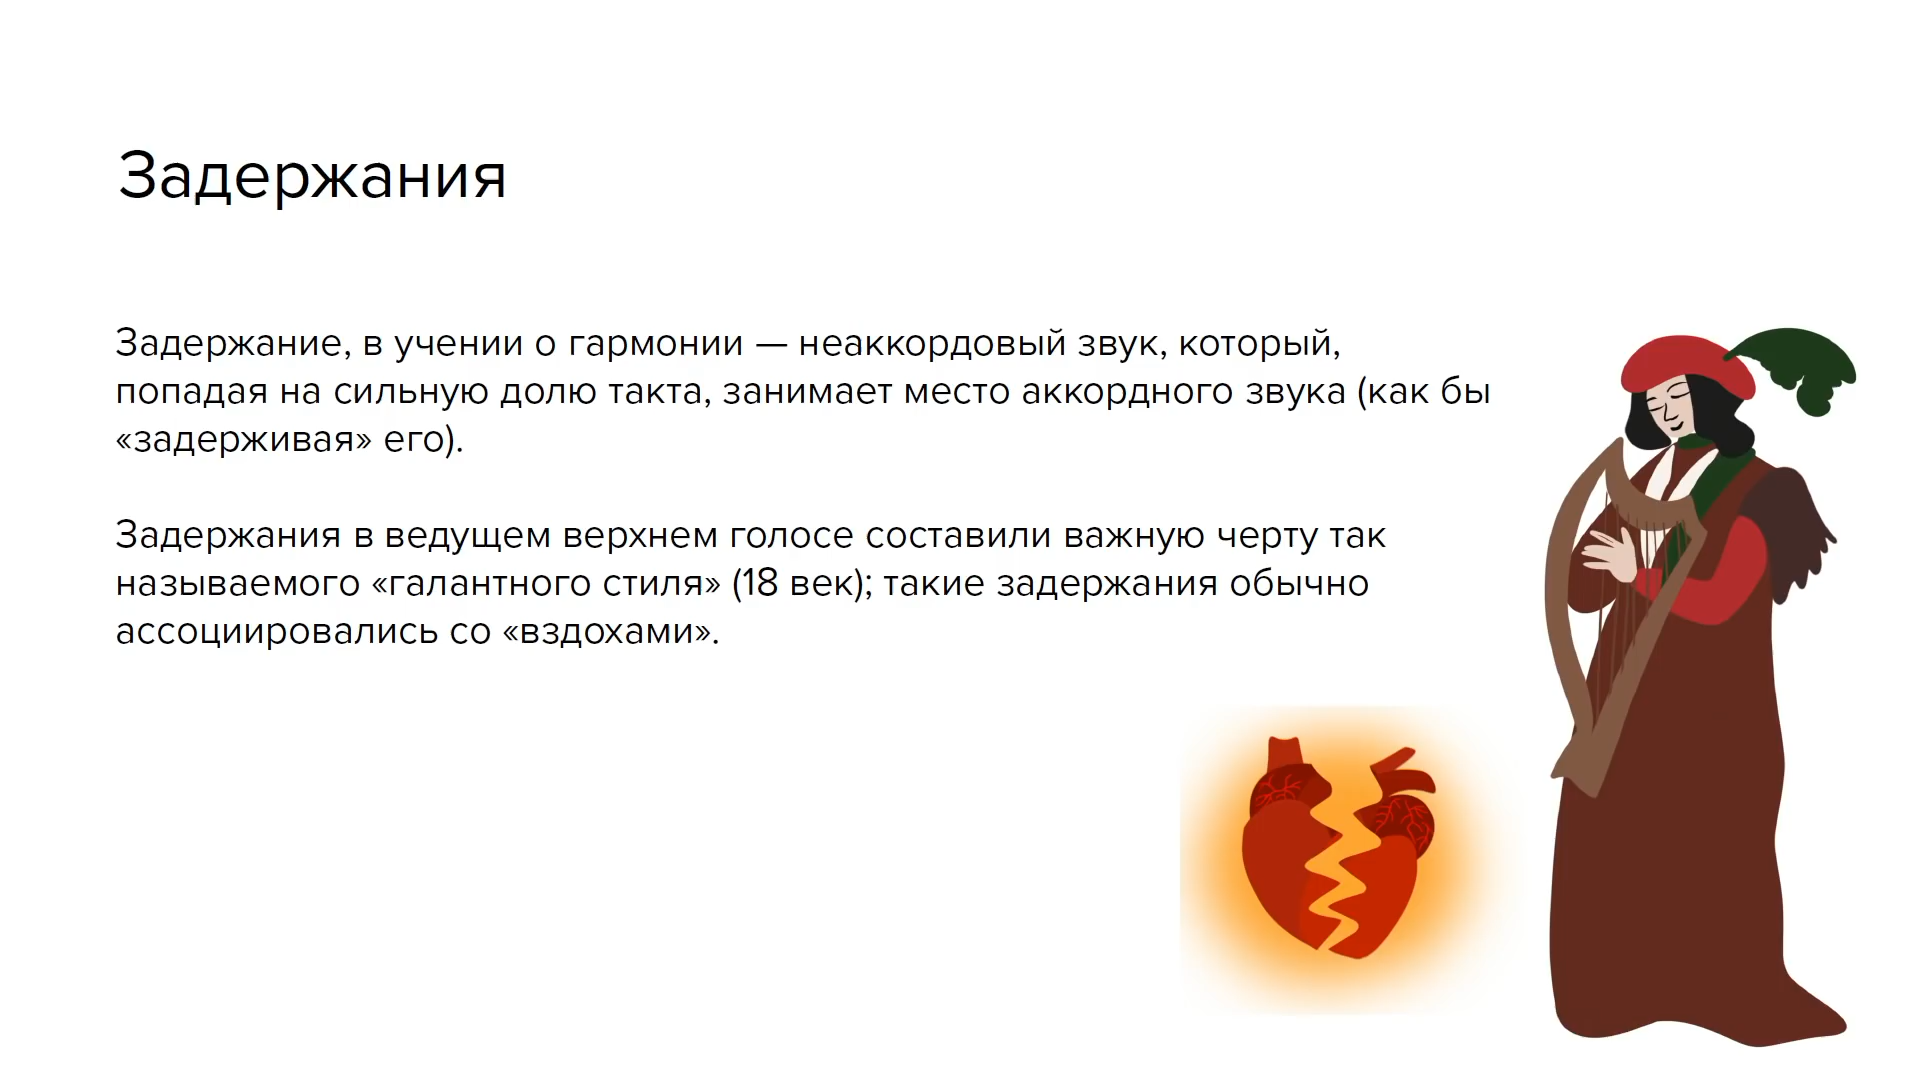 Задержания
Задержание, в учении о гармонии — неаккордовый звук, который,
попадая на сильную долю такта, занимает место аккордного звука (как бы
«задерживая» его).
Задержания в ведущем верхнем голосе составили важную черту так
называемого «галантного стиля» (18 век); такие задержания обычно
ассоциировались со «вздохами».